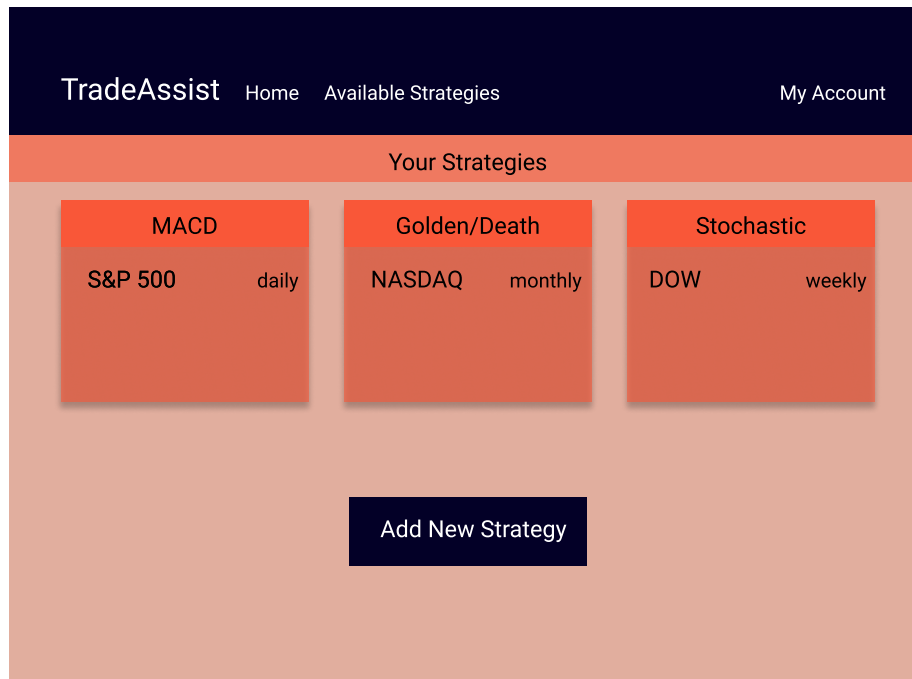 TradeAssist Home Available Strategies My Account
Your Strategies
MACD
S&P 500 daily
Golden/Death
NASDAQ monthly
Stochastic
DOW weekly
Add New Strategy